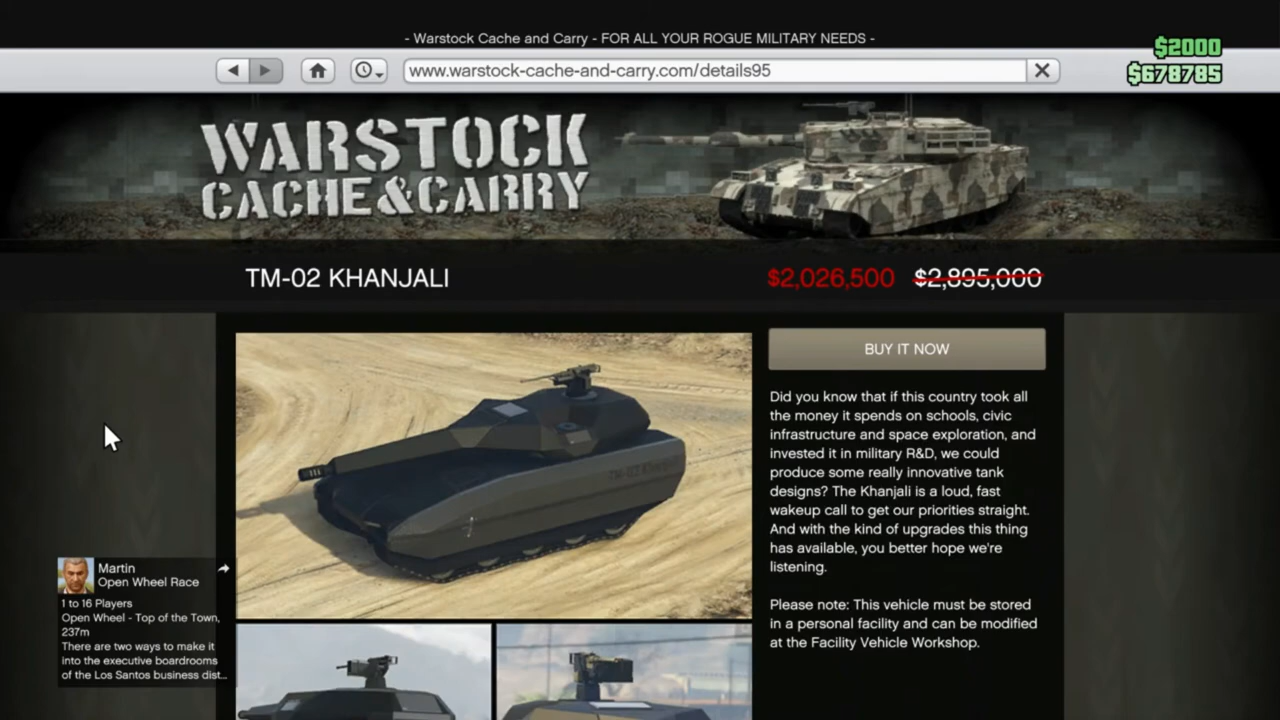 - Warstock Cache and Carry - FOR ALL YOUR ROGUE MILITARY NEEDS -
$2000
$678785
www.warstock-cache-and-carry.com/details95
WARSTOCK
CACHE&CARRY
TM-02 KHANJALI
$2,026,500 $2,895,000
BUY IT NOW
Did you know that if this country took all
the money it spends on schools, civic
infrastructure and space exploration, and
invested it in military R&D, we could
produce some really innovative tank
designs? The Khanjali is a loud, fast
wakeup call to get our priorities straight.
And with the kind of upgrades this thing
has available, you better hope we're
listening.
Please note: This vehicle must be stored
in a personal facility and can be modified
at the Facility Vehicle Workshop.
TM-02 Khanjali
Martin
Open Wheel Race
1 to 16 Players
Open Wheel - Top of the Town,
237m
There are two ways to make it
into the executive boardrooms
of the Los Santos business dist...